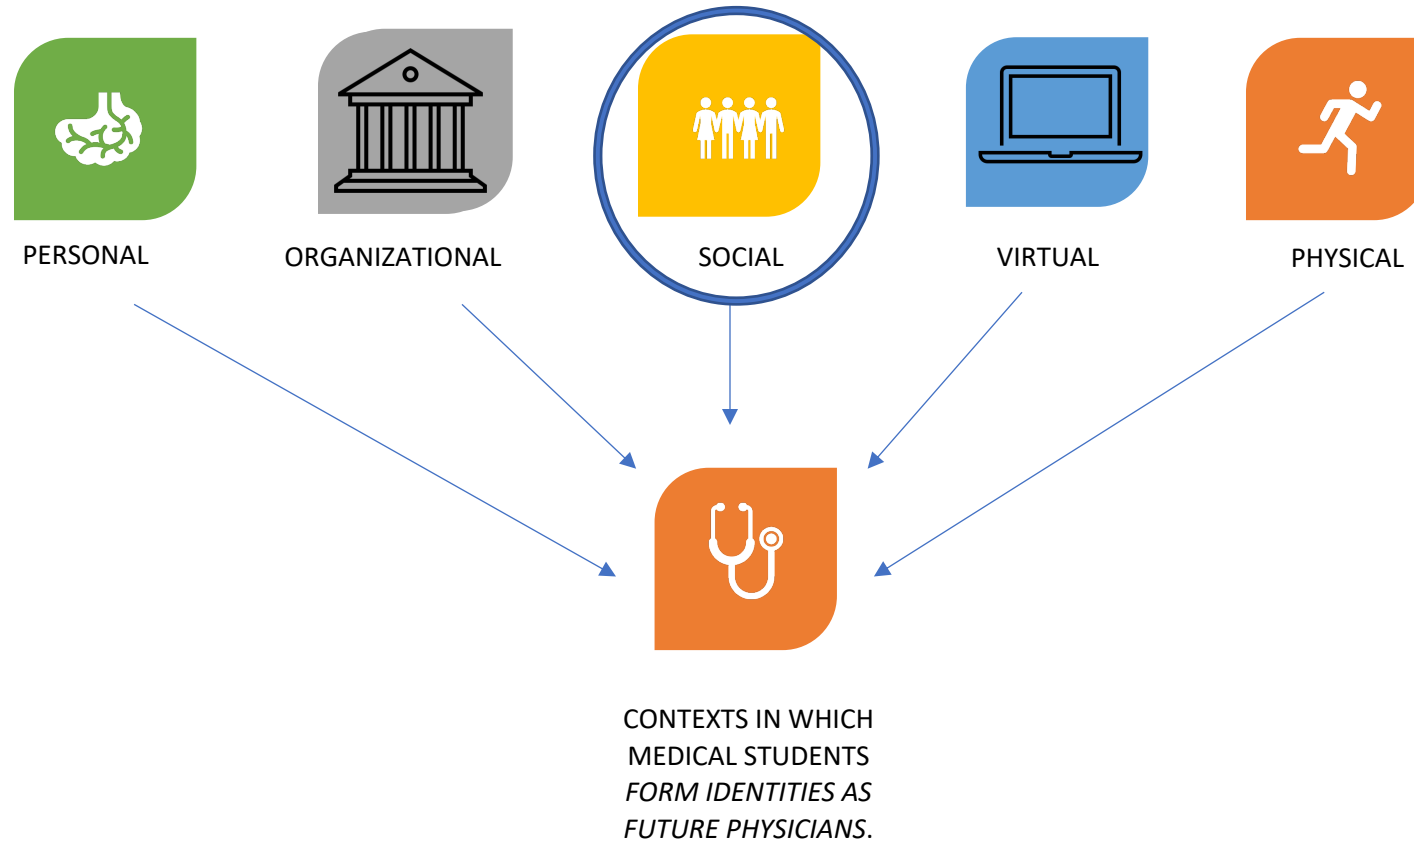 PERSONAL
ORGANIZATIONAL
SOCIAL
VIRTUAL
PHYSICAL
CONTEXTS IN WHICH
MEDICAL STUDENTS
FORM IDENTITIES AS
FUTURE PHYSICIANS.